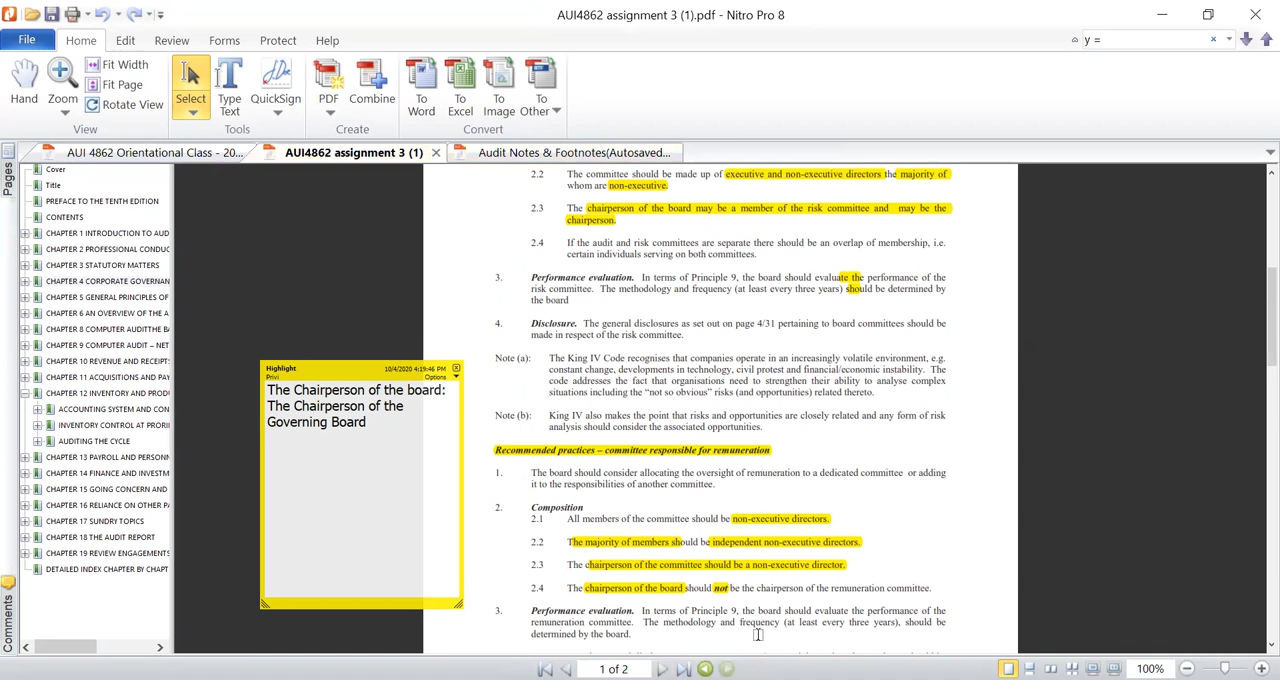 AUI4862 assignment 3 (1).pdf - Nitro Pro 8
File Home Edit Review Forms Protect Help
y =
Hand
Zoom
Fit Width
Fit Page
Rotate View
Select
Type
Text
QuickSign
PDF
Combine
To
Word
To
Excel
To
Image
To
Other
View Tools Create Convert
AUI 4862 Orientational Class - 20...
AUI4862 assignment 3 (1)
Audit Notes & Footnotes(Autosaved...
Pages
Cover
Title
PREFACE TO THE TENTH EDITION
CONTENTS
CHAPTER 1 INTRODUCTION TO AUD
CHAPTER 2 PROFESSIONAL CONDUC
CHAPTER 3 STATUTORY MATTERS
CHAPTER 4 CORPORATE GOVERNAN
CHAPTER 5 GENERAL PRINCIPLES OF
CHAPTER 6 AN OVERVIEW OF THE A
CHAPTER 8 COMPUTER AUDITTHE BA
CHAPTER 9 COMPUTER AUDIT – NET
CHAPTER 10 REVENUE AND RECEIPT
CHAPTER 11 ACQUISITIONS AND PAY
CHAPTER 12 INVENTORY AND PRODU
ACCOUNTING SYSTEM AND CON
INVENTORY CONTROL AT PRORII
AUDITING THE CYCLE
CHAPTER 13 PAYROLL AND PERSONN
CHAPTER 14 FINANCE AND INVESTM
CHAPTER 15 GOING CONCERN AND
CHAPTER 16 RELIANCE ON OTHER PA
CHAPTER 17 SUNDRY TOPICS
CHAPTER 18 THE AUDIT REPORT
CHAPTER 19 REVIEW ENGAGEMENTS
DETAILED INDEX CHAPTER BY CHAPT
Comments
Highlight 10/4/2020 4:19:46 PM
Privi Options
The Chairperson of the board:
The Chairperson of the
Governing Board
2.2 The committee should be made up of executive and non-executive directors the majority of
whom are non-executive.
2.3 The chairperson of the board may be a member of the risk committee and may be the
chairperson.
2.4 If the audit and risk committees are separate there should be an overlap of membership, i.e.
certain individuals serving on both committees.
3. Performance evaluation. In terms of Principle 9, the board should evaluate the performance of the
risk committee. The methodology and frequency (at least every three years) should be determined by
the board
4. Disclosure. The general disclosures as set out on page 4/31 pertaining to board committees should be
made in respect of the risk committee.
Note (a): The King IV Code recognises that companies operate in an increasingly volatile environment, e.g.
constant change, developments in technology, civil protest and financial/economic instability. The
code addresses the fact that organisations need to strengthen their ability to analyse complex
situations including the “not so obvious” risks (and opportunities) related thereto.
Note (b): King IV also makes the point that risks and opportunities are closely related and any form of risk
analysis should consider the associated opportunities.
Recommended practices – committee responsible for remuneration
1. The board should consider allocating the oversight of remuneration to a dedicated committee or adding
it to the responsibilities of another committee.
2. Composition
2.1 All members of the committee should be non-executive directors.
2.2 The majority of members should be independent non-executive directors.
2.3 The chairperson of the committee should be a non-executive director.
2.4 The chairperson of the board should not be the chairperson of the remuneration committee.
3. Performance evaluation. In terms of Principle 9, the board should evaluate the performance of the
remuneration committee. The methodology and frequency (at least every three years), should be
determined by the board.
1 of 2
100%